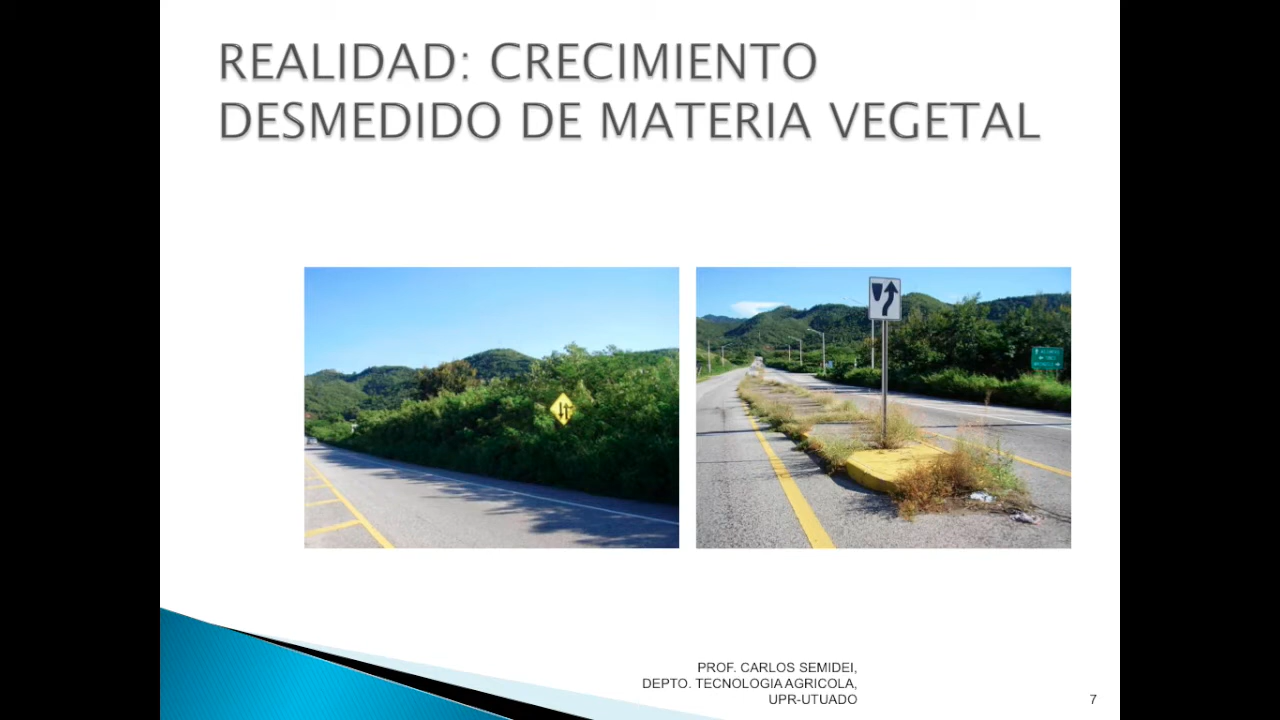 REALIDAD: CRECIMIENTO
DESMEDIDO DE MATERIA VEGETAL
PROF. CARLOS SEMIDEI,
DEPTO. TECNOLOGIA AGRICOLA,
UPR-UTUADO
7